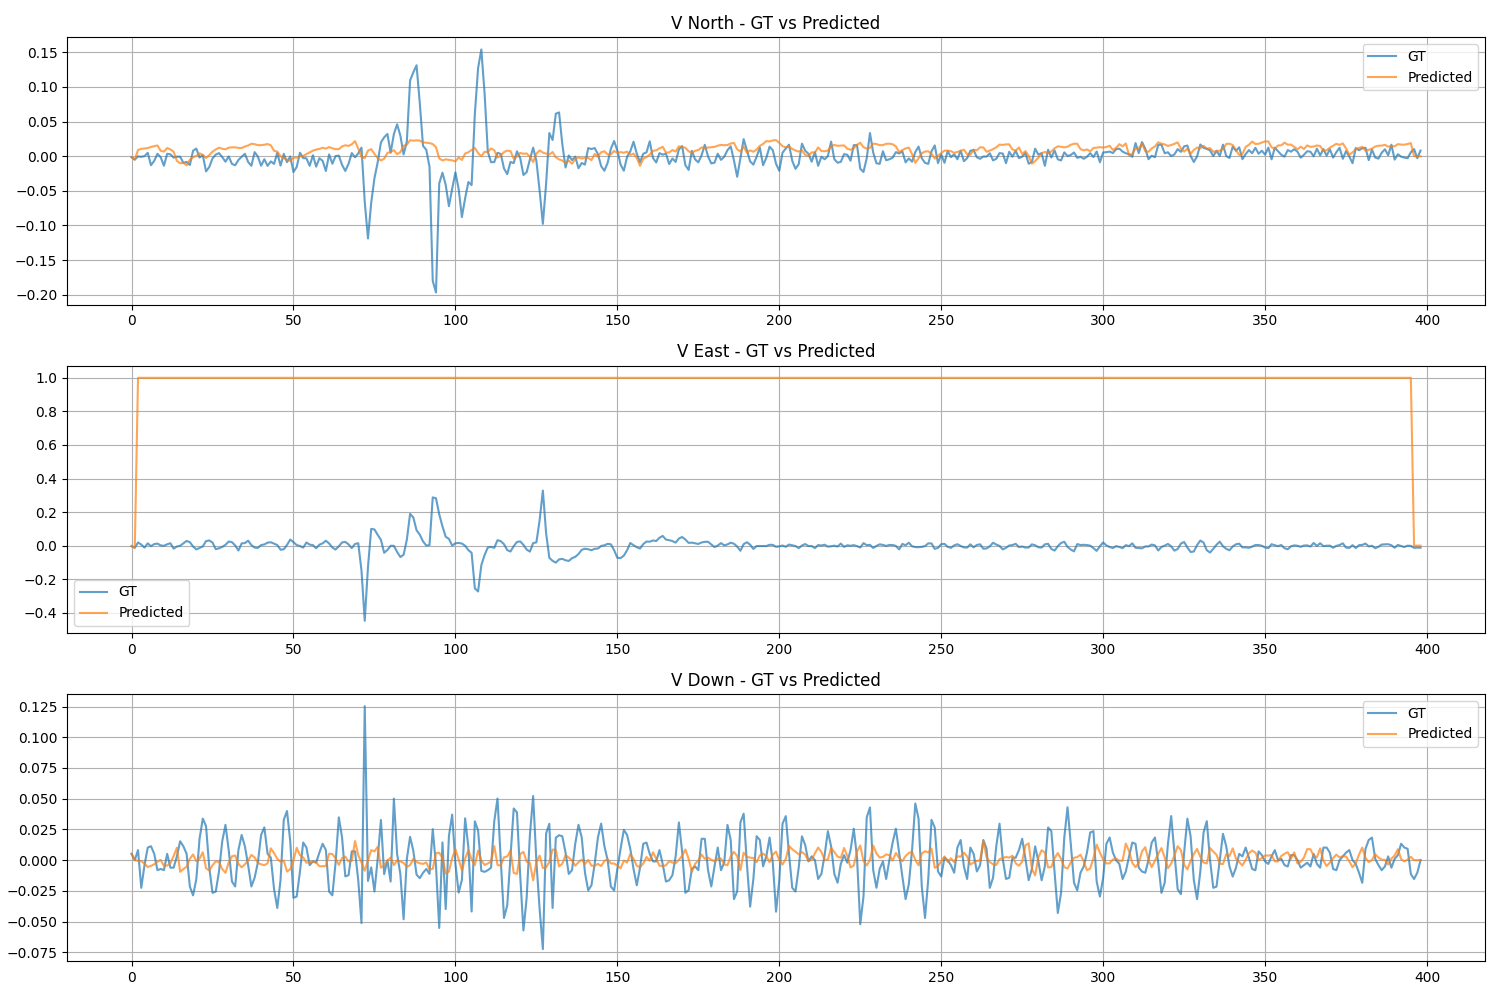 V North - GT vs Predicted
0.15
0.10
0.05
0.00
−0.05
−0.10
−0.15
−0.20
GT
Predicted
0 50 100 150 200 250 300 350 400
V East - GT vs Predicted
1.0
0.8
0.6
0.4
0.2
0.0
−0.2
−0.4
GT
Predicted
0 50 100 150 200 250 300 350 400
V Down - GT vs Predicted
0.125
0.100
0.075
0.050
0.025
0.000
−0.025
−0.050
−0.075
GT
Predicted
0 50 100 150 200 250 300 350 400